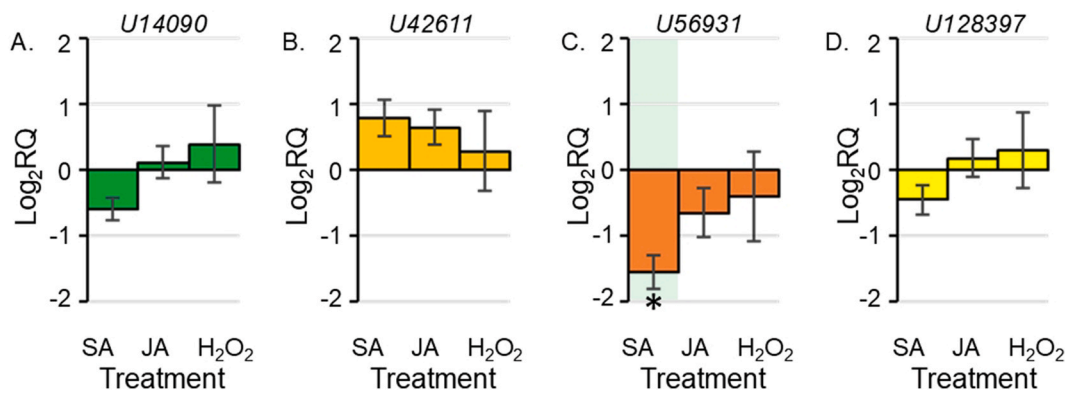 A. U14090
2
1
0
-1
-2
Log₂RQ
SA JA H₂O₂
Treatment
B. U42611
2
1
0
-1
-2
Log₂RQ
SA JA H₂O₂
Treatment
C. U56931
2
1
0
-1
-2
Log₂RQ
*
SA JA H₂O₂
Treatment
D. U128397
2
1
0
-1
-2
Log₂RQ
SA JA H₂O₂
Treatment